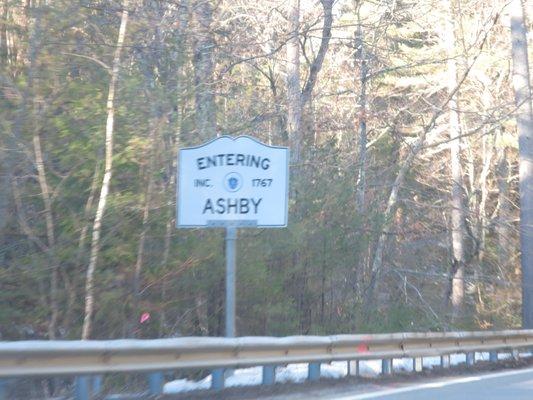 ENTERING
INC. 1767
ASHBY